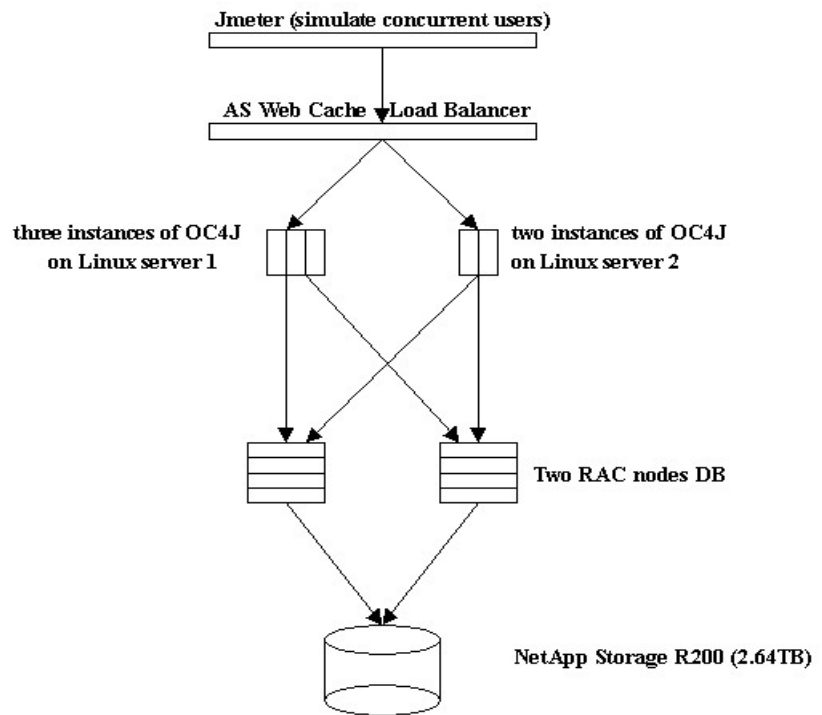 Jmeter (simulate concurrent users)
AS Web Cache Load Balancer
three instances of OC4J
on Linux server 1
two instances of OC4J
on Linux server 2
Two RAC nodes DB
NetApp Storage R200 (2.64TB)